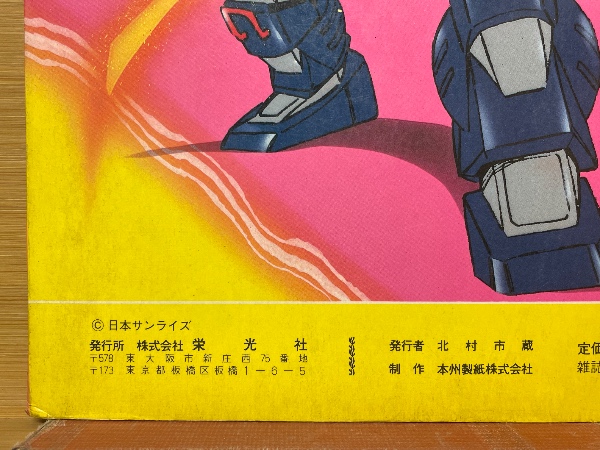 Ⓒ日本サンライズ
発行所 株式会社 栄光社
〒578 東大阪市新庄西75番地
〒173 東京都板橋区板橋1-6-5
発行者 北村市蔵
制作 本州製紙株式会社
定価
雑誌